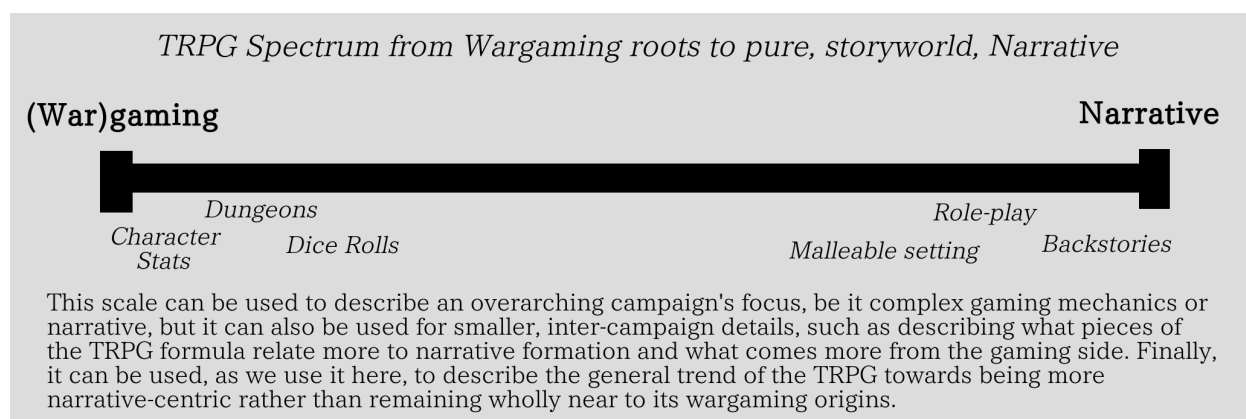 TRPG Spectrum from Wargaming roots to pure, storyworld, Narrative
(War)gaming
Narrative
Dungeons
Role-play
Character
Stats
Dice Rolls
Malleable setting
Backstories
This scale can be used to describe an overarching campaign's focus, be it complex gaming mechanics or
narrative, but it can also be used for smaller, inter-campaign details, such as describing what pieces of
the TRPG formula relate more to narrative formation and what comes more from the gaming side. Finally,
it can be used, as we use it here, to describe the general trend of the TRPG towards being more
narrative-centric rather than remaining wholly near to its wargaming origins.